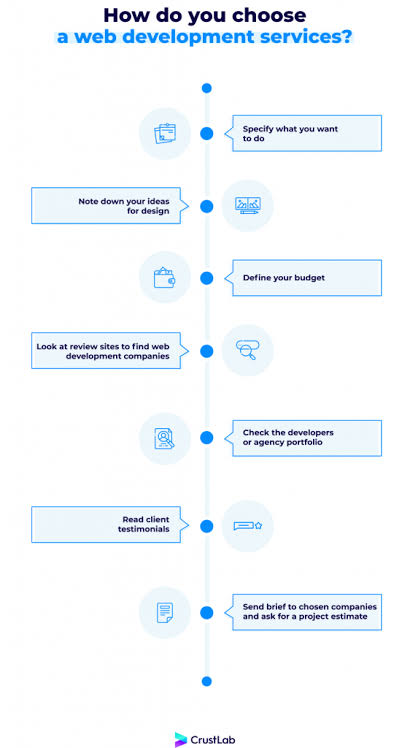 How do you choose
a web development services?
Specify what you want
to do
Note down your ideas
for design
Define your budget
Look at review sites to find web
development companies
Check the developers
or agency portfolio
Read client
testimonials
Send brief to chosen companies
and ask for a project estimate
CrustLab